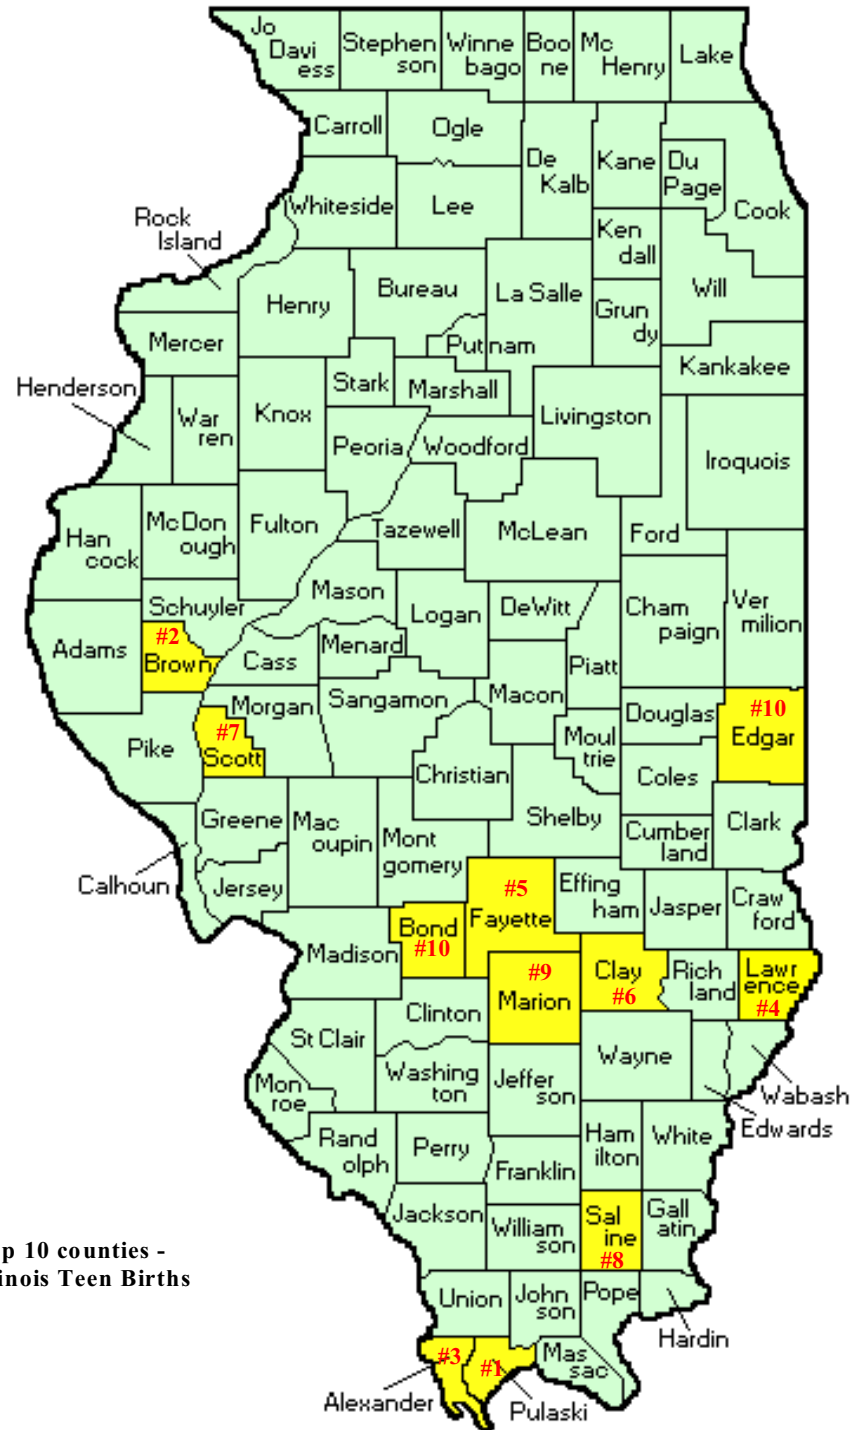 Jo
Davi
ess
Stephen
son
Winne
bago
Boo
ne
Mc
Henry
Lake
Carroll
Ogle
De
Kalb
Kane
Du
Page
Cook
Whiteside
Lee
Rock
Island
Ken
dall
Will
Henry
Bureau
La Salle
Grun
dy
Mercer
Putnam
Kankakee
Henderson
War
ren
Knox
Stark
Marshall
Livingston
Peoria
Woodford
Iroquois
Han
cock
Mc Don
ough
Fulton
Tazewell
McLean
Ford
Mason
Schuyler
Logan
DeWitt
Cham
paign
Ver
milion
Adams
#2
Brown
Cass
Menard
Piatt
Morgan
Sangamon
Macon
Douglas
#10
Edgar
Pike
#7
Scott
Christian
Moul
trie
Coles
Greene
Mac
oupin
Mont
gomery
Shelby
Cumber
land
Clark
Calhoun
Jersey
#5
Fayette
Effing
ham
Jasper
Craw
ford
Madison
Bond
#10
#9
Marion
Clay
#6
Rich
land
Lawr
ence
#4
Clinton
St Clair
Wayne
Washing
ton
Jeffer
son
Wabash
Edwards
Mon
roe
Rand
olph
Perry
Ham
ilton
White
Franklin
Jackson
William
son
Sal
ine
#8
Gall
atin
p 10 counties -
inois Teen Births
Union
John
son
Pope
Hardin
#3
#1
Mas
sac
Alexander
Pulaski